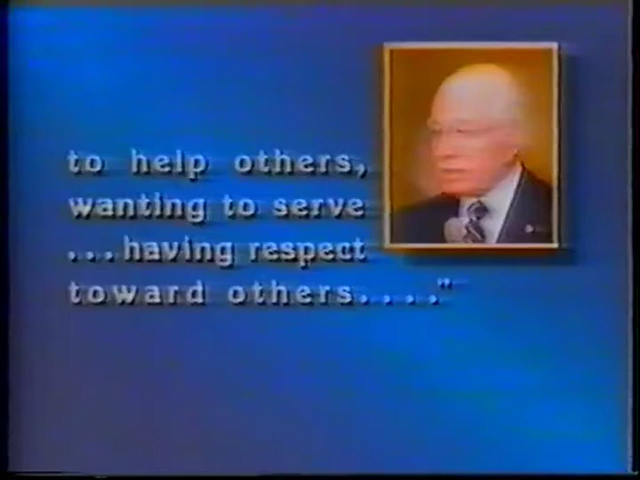 to help others,
wanting to serve
...having respect
toward others...."